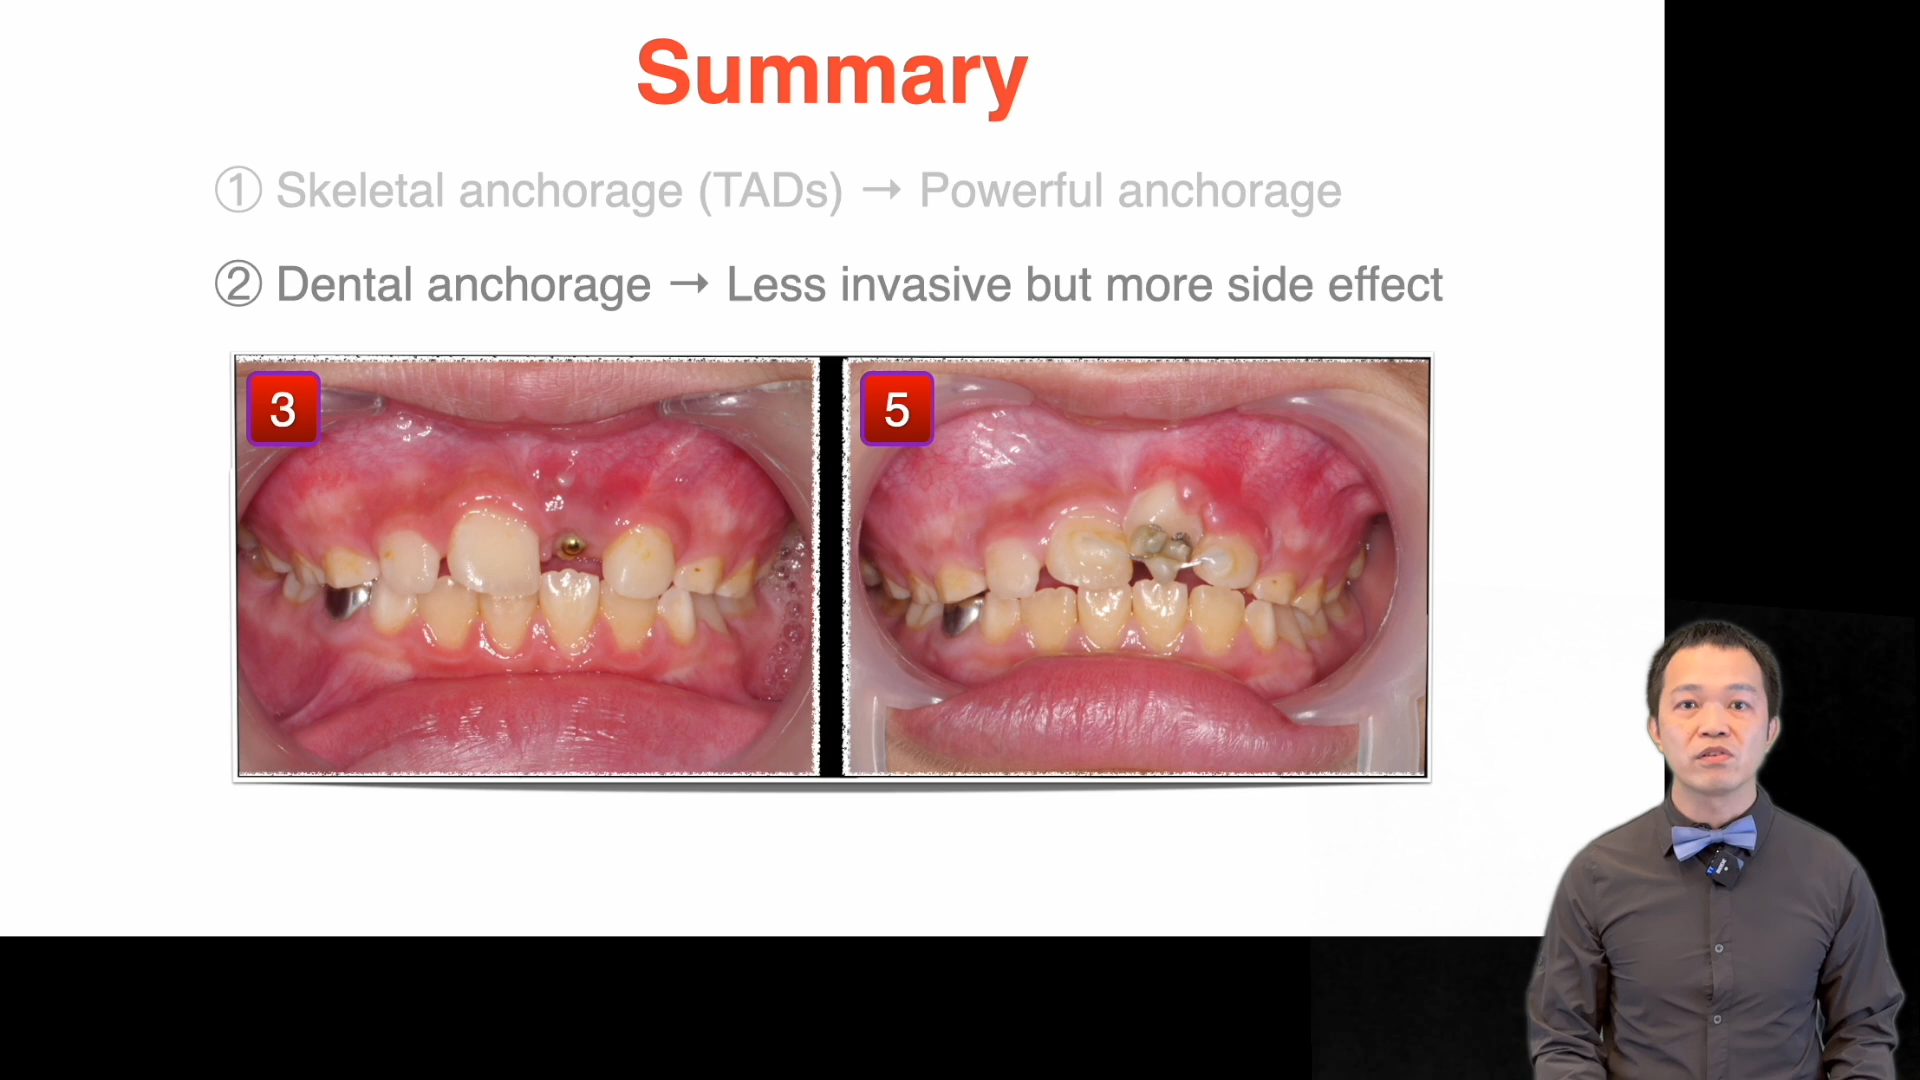 Summary
① Skeletal anchorage (TADs) → Powerful anchorage
② Dental anchorage → Less invasive but more side effect
3
5